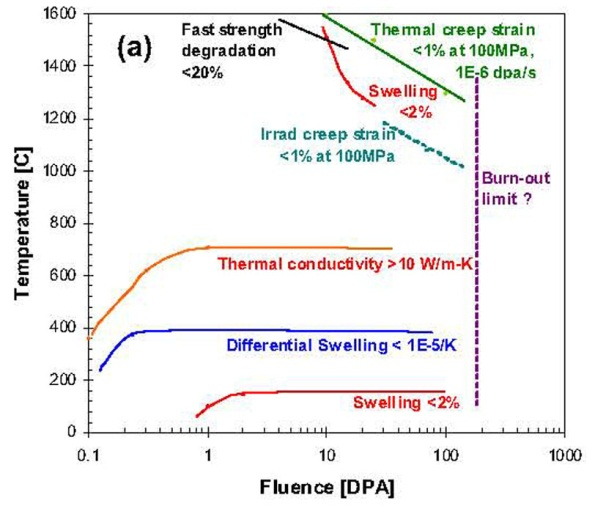 1600
1400
1200
1000
800
600
400
200
0
Temperature [C]
(a)
Fast strength
degradation
<20%
Thermal creep strain
<1% at 100MPa,
1E-6 dpa/s
Swelling
<2%
Irrad creep strain
<1% at 100MPa
Burn-out
limit ?
Thermal conductivity >10 W/m-K
Differential Swelling < 1E-5/K
Swelling <2%
0.1 1 10 100 1000
Fluence [DPA]